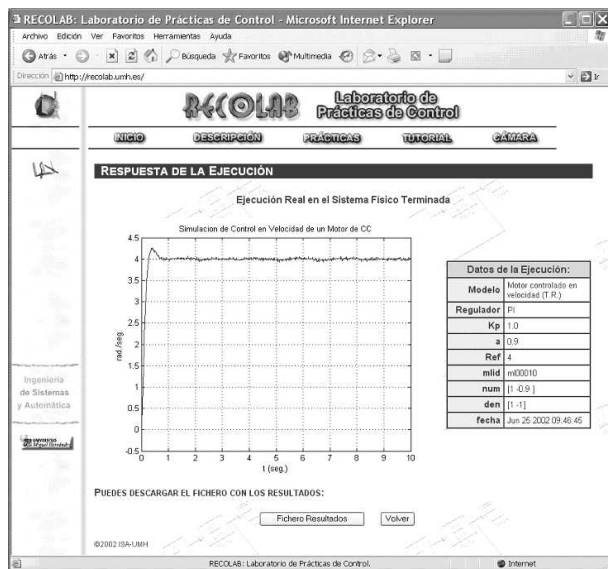 RECOLAB: Laboratorio de Prácticas de Control - Microsoft Internet Explorer
Archivo Edición Ver Favoritos Herramientas Ayuda
Atrás Búsqueda Favoritos Multimedia
Dirección http://recolab.umh.es/ Ir
RECOLAB Laboratorio de Prácticas de Control
INICIO DESCRIPCIÓN PRÁCTICAS TUTORIAL CÁMARA
RESPUESTA DE LA EJECUCIÓN
Ejecución Real en el Sistema Físico Terminada
Simulacion de Control en Velocidad de un Motor de CC
4.5
4
3.5
3
2.5
2
1.5
1
0.5
0
-0.5
rad./seg.
0 1 2 3 4 5 6 7 8 9 10
t (seg.)
Datos de la Ejecución:
Modelo Motor controlado en velocidad (T.R.)
Regulador PI
Kp 1.0
a 0.9
Ref 4
mlid ml00010
num [1 -0.9 ]
den [1 -1]
fecha Jun 25 2002 09:46:45
Ingeniería
de Sistemas
y Automática
Miguel Hernández
PUEDES DESCARGAR EL FICHERO CON LOS RESULTADOS:
Fichero Resultados Volver
©2002 ISA-UMH
RECOLAB: Laboratorio de Prácticas de Control. Internet